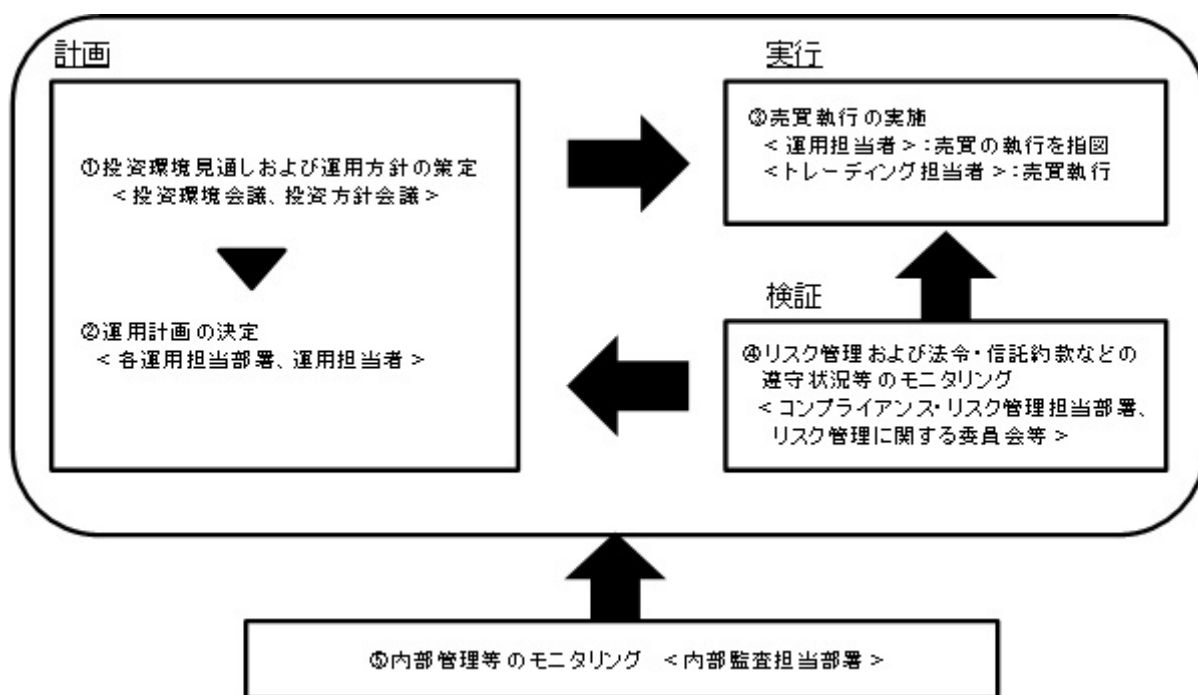 計画
①投資環境見通しおよび運用方針の策定
＜投資環境会議、投資方針会議＞
②運用計画の決定
＜各運用担当部署、運用担当者＞
実行
③売買執行の実施
＜運用担当者＞：売買の執行を指図
＜トレーディング担当者＞：売買執行
検証
④リスク管理および法令・信託約款などの
遵守状況等のモニタリング
＜コンプライアンス・リスク管理担当部署、
リスク管理に関する委員会等＞
⑤内部管理等のモニタリング ＜内部監査担当部署＞